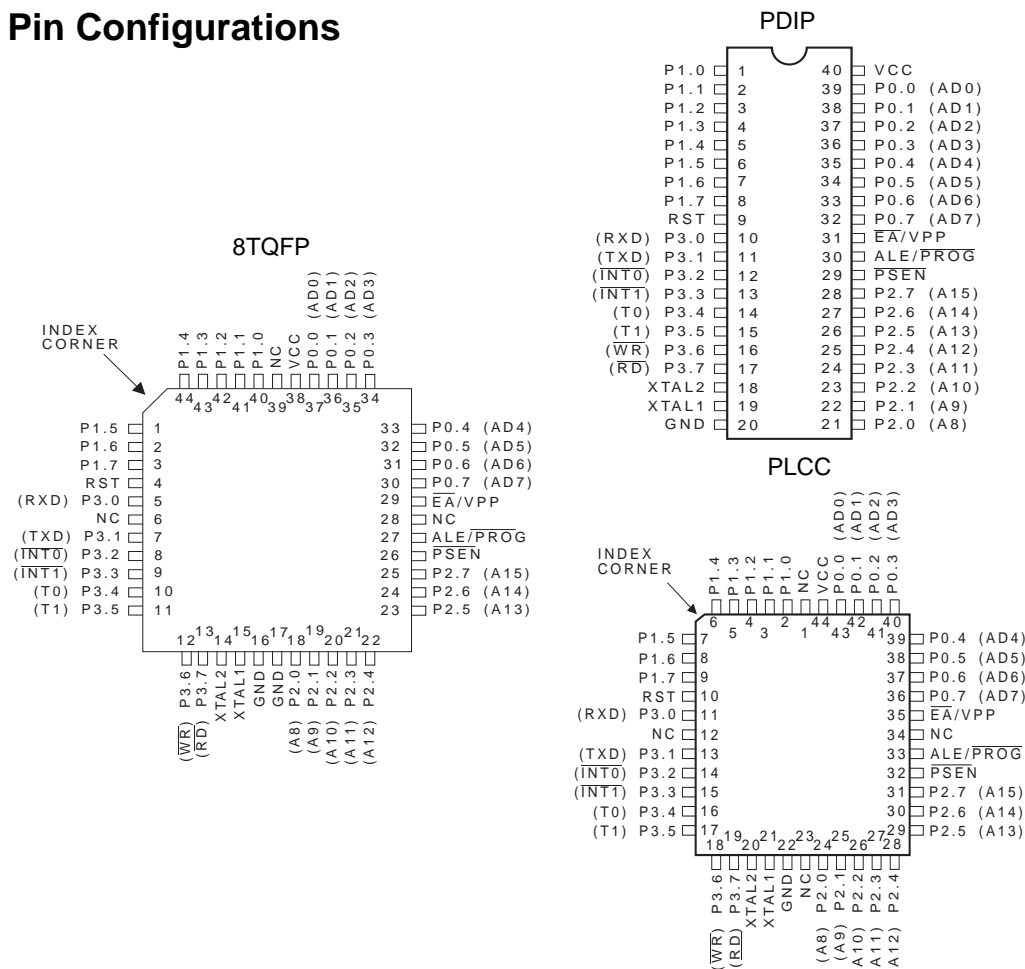 Pin Configurations
PDIP
P1.0 1 40 VCC
P1.1 2 39 P0.0 (AD0)
P1.2 3 38 P0.1 (AD1)
P1.3 4 37 P0.2 (AD2)
P1.4 5 36 P0.3 (AD3)
P1.5 6 35 P0.4 (AD4)
P1.6 7 34 P0.5 (AD5)
P1.7 8 33 P0.6 (AD6)
RST 9 32 P0.7 (AD7)
(RXD) P3.0 10 31 EA/VPP
(TXD) P3.1 11 30 ALE/PROG
(INT0) P3.2 12 29 PSEN
(INT1) P3.3 13 28 P2.7 (A15)
(T0) P3.4 14 27 P2.6 (A14)
(T1) P3.5 15 26 P2.5 (A13)
(WR) P3.6 16 25 P2.4 (A12)
(RD) P3.7 17 24 P2.3 (A11)
XTAL2 18 23 P2.2 (A10)
XTAL1 19 22 P2.1 (A9)
GND 20 21 P2.0 (A8)
8TQFP
INDEX
CORNER
P1.4
P1.3
P1.2
P1.1
P1.0
NC
VCC
P0.0 (AD0)
P0.1 (AD1)
P0.2 (AD2)
P0.3 (AD3)
44 43 42 41 40 39 38 37 36 35 34
P1.5 1 33 P0.4 (AD4)
P1.6 2 32 P0.5 (AD5)
P1.7 3 31 P0.6 (AD6)
RST 4 30 P0.7 (AD7)
(RXD) P3.0 5 29 EA/VPP
NC 6 28 NC
(TXD) P3.1 7 27 ALE/PROG
(INT0) P3.2 8 26 PSEN
(INT1) P3.3 9 25 P2.7 (A15)
(T0) P3.4 10 24 P2.6 (A14)
(T1) P3.5 11 23 P2.5 (A13)
12 13 14 15 16 17 18 19 20 21 22
(WR) P3.6
(RD) P3.7
XTAL2
XTAL1
GND
GND
(A8) P2.0
(A9) P2.1
(A10) P2.2
(A11) P2.3
(A12) P2.4
PLCC
INDEX
CORNER
P1.4
P1.3
P1.2
P1.1
P1.0
NC
VCC
P0.0 (AD0)
P0.1 (AD1)
P0.2 (AD2)
P0.3 (AD3)
6 5 4 3 2 1 44 43 42 41 40
P1.5 7 39 P0.4 (AD4)
P1.6 8 38 P0.5 (AD5)
P1.7 9 37 P0.6 (AD6)
RST 10 36 P0.7 (AD7)
(RXD) P3.0 11 35 EA/VPP
NC 12 34 NC
(TXD) P3.1 13 33 ALE/PROG
(INT0) P3.2 14 32 PSEN
(INT1) P3.3 15 31 P2.7 (A15)
(T0) P3.4 16 30 P2.6 (A14)
(T1) P3.5 17 29 P2.5 (A13)
18 19 20 21 22 23 24 25 26 27 28
(WR) P3.6
(RD) P3.7
XTAL2
XTAL1
GND
NC
(A8) P2.0
(A9) P2.1
A10) P2.2
A11) P2.3
A12) P2.4